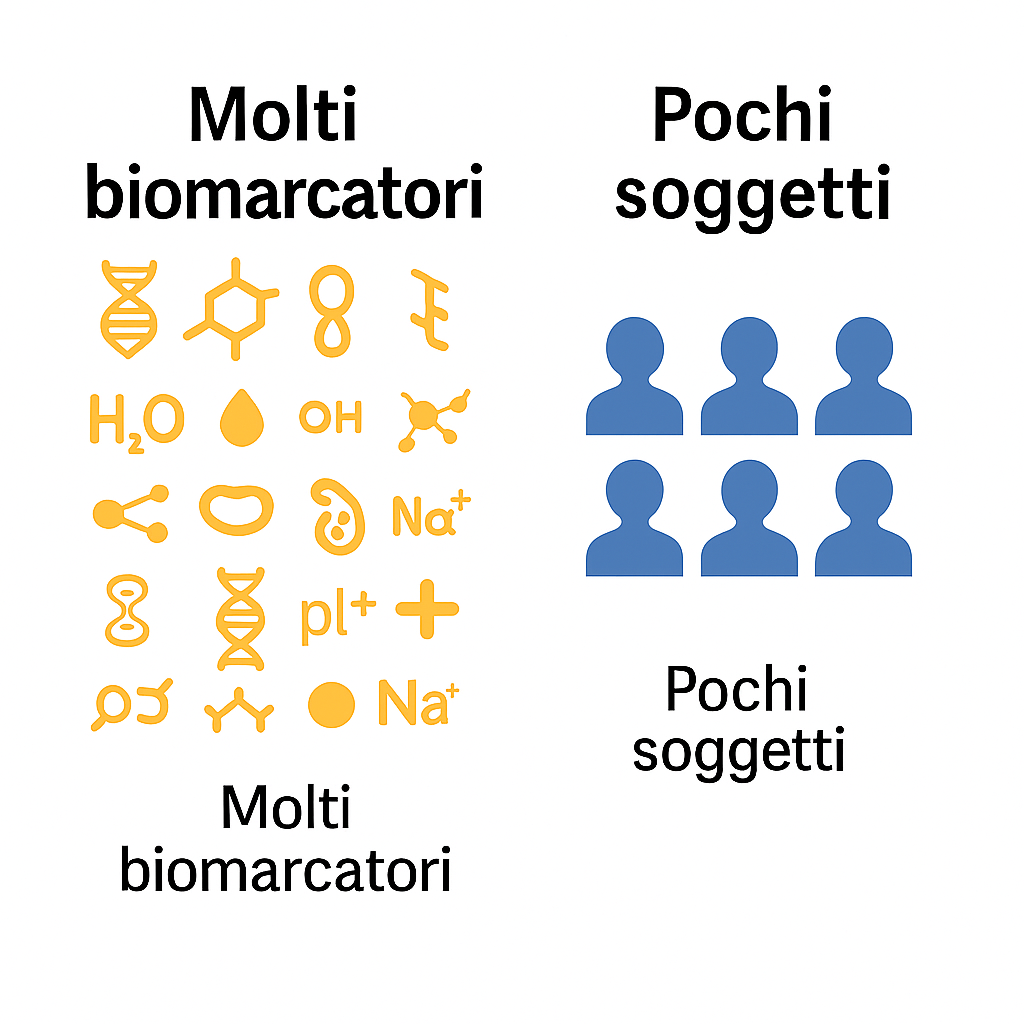 Molti
biomarcatori
Pochi
soggetti
H₂O
OH
Na⁺
pl⁺
Na⁺
Pochi
soggetti
Molti
biomarcatori